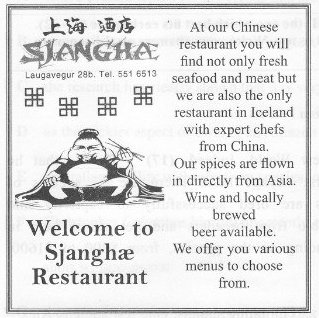 上海 酒店
SJANGHÆ
Laugavegur 28b. Tel. 551 6513
Welcome to
Sjanghæ
Restaurant
At our Chinese
restaurant you will
find not only fresh
seafood and meat but
we are also the only
restaurant in Iceland
with expert chefs
from China.
Our spices are flown
in directly from Asia.
Wine and locally
brewed
beer available.
We offer you various
menus to choose
from.